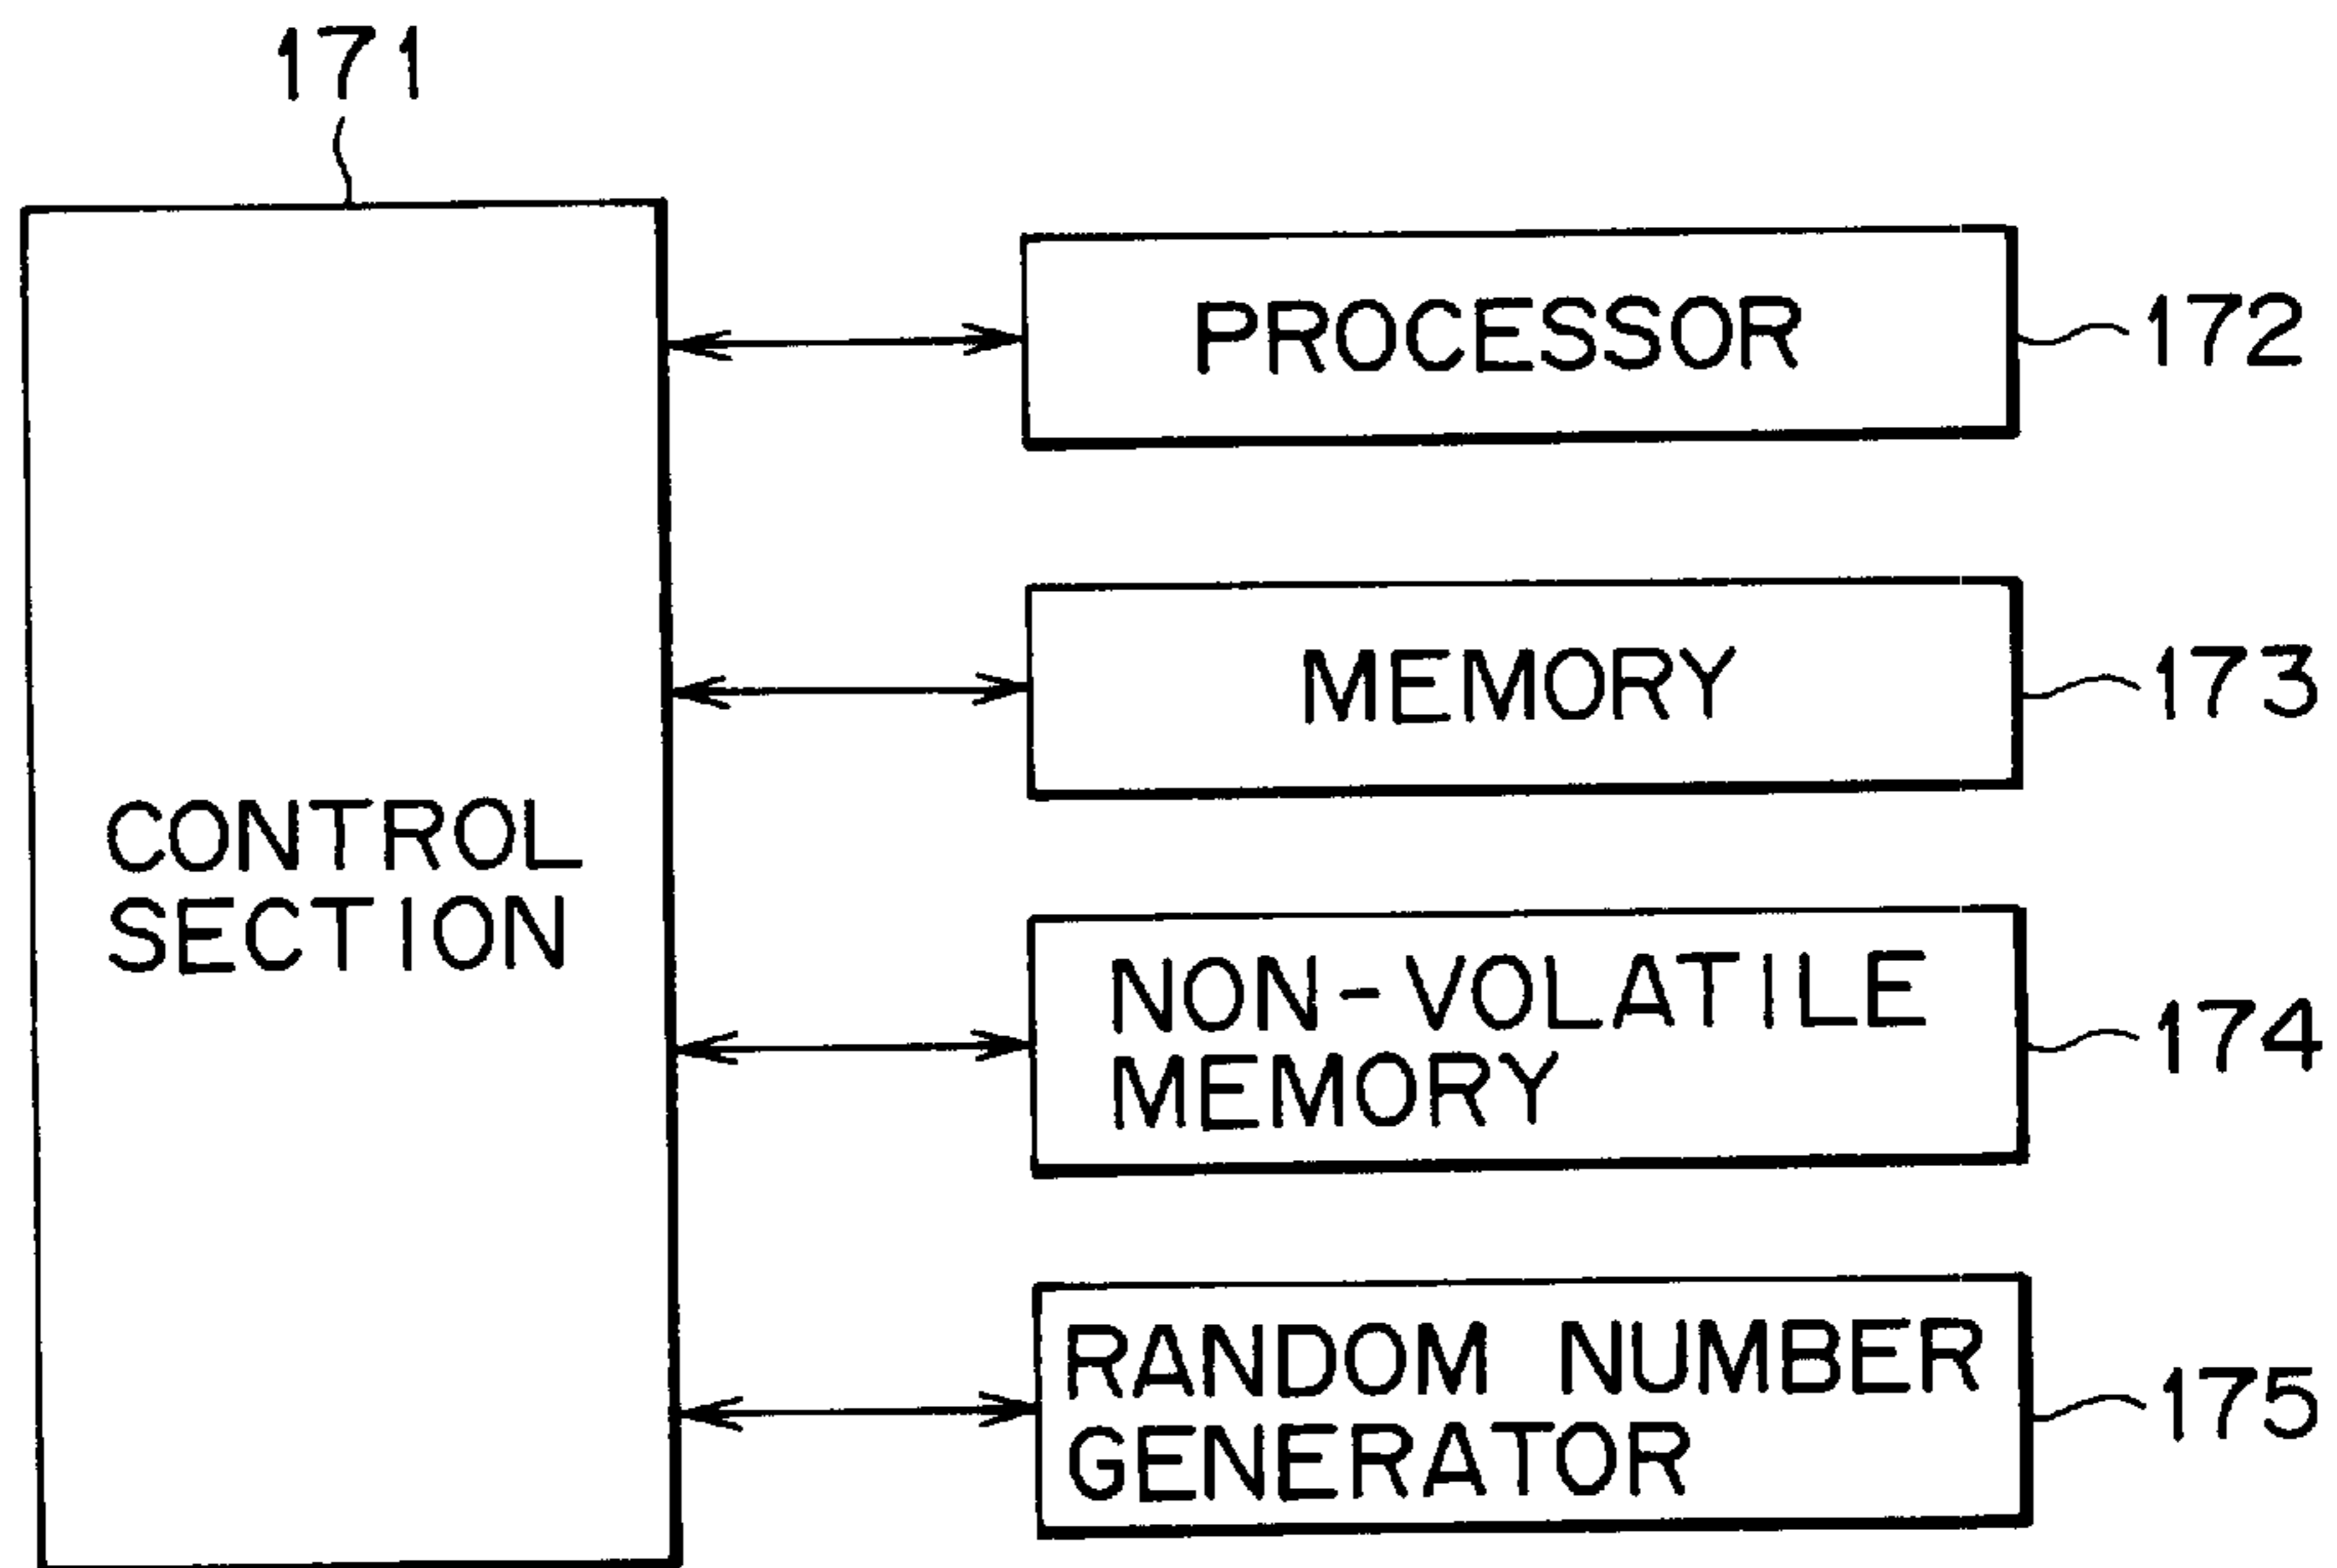 171
CONTROL
SECTION
PROCESSOR
172
MEMORY
173
NON-VOLATILE
MEMORY
174
RANDOM NUMBER
GENERATOR
175